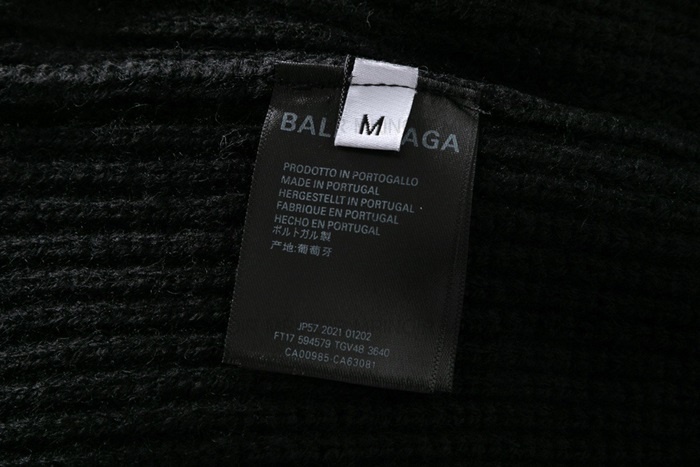 BAL AGA
M
PRODOTTO IN PORTOGALLO
MADE IN PORTUGAL
HERGESTELLT IN PORTUGAL
FABRIQUE EN PORTUGAL
HECHO EN PORTUGAL
ポルトガル製
产地:葡萄牙
JP57 2021 01202
FT17 594579 TGV48 3640
CA00985-CA63081